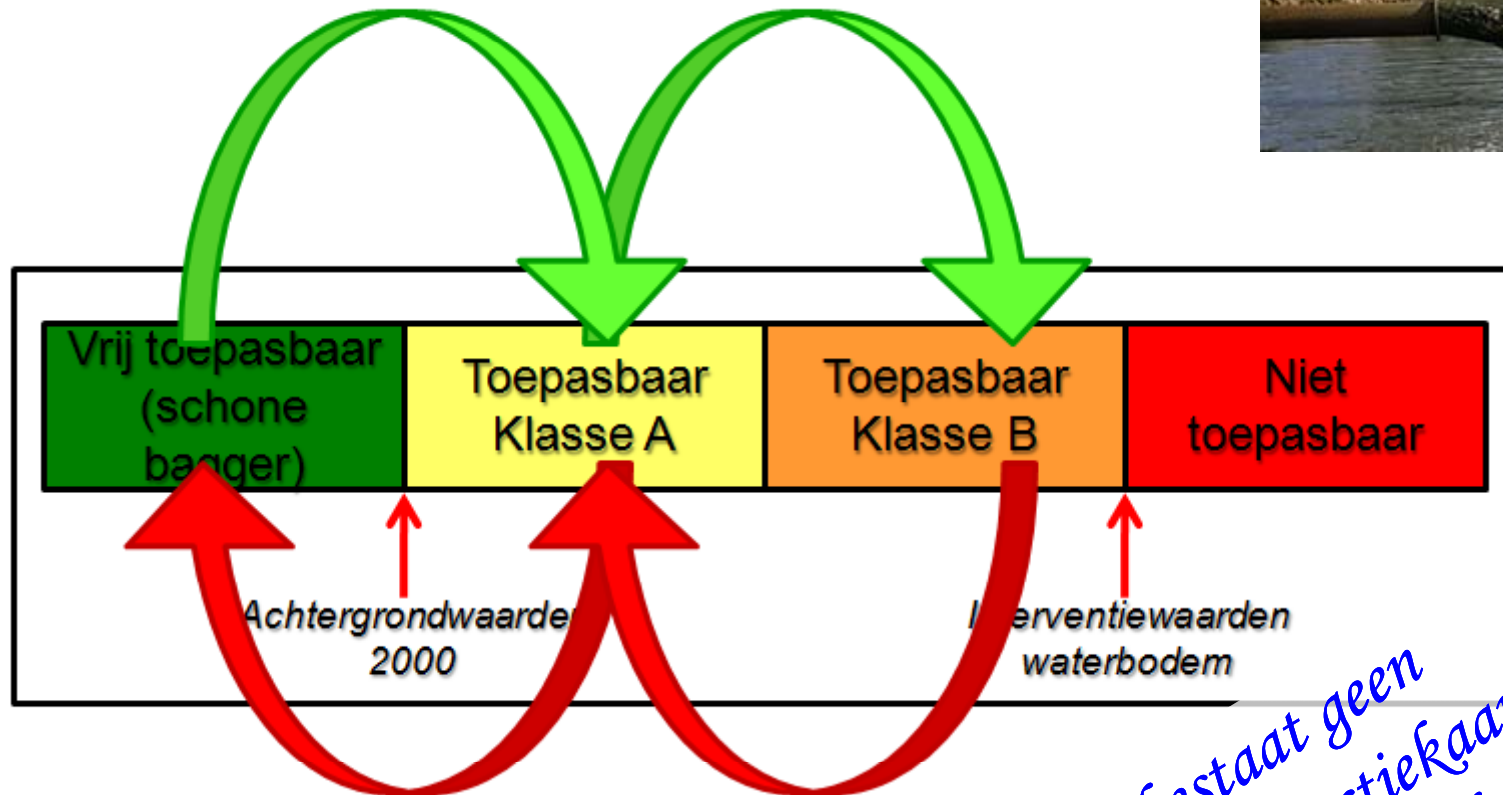 Vrij toepasbaar
(schone
bagger)
Toepasbaar
Klasse A
Toepasbaar
Klasse B
Niet
toepasbaar
Achtergrondwaarden
2000
Interventiewaarden
waterbodem
geen